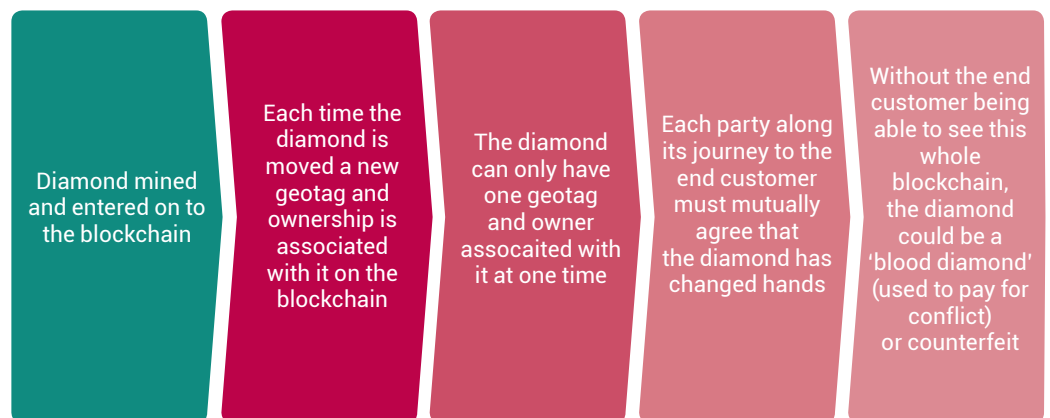 Diamond mined
and entered on to
the blockchain
Each time the
diamond is
moved a new
geotag and
ownership is
associated
with it on the
blockchain
The diamond
can only have
one geotag
and owner
assocaited with
it at one time
Each party along
its journey to the
end customer
must mutually
agree that
the diamond has
changed hands
Without the end
customer being
able to see this
whole
blockchain,
the diamond
could be a
‘blood diamond’
(used to pay for
conflict)
or counterfeit